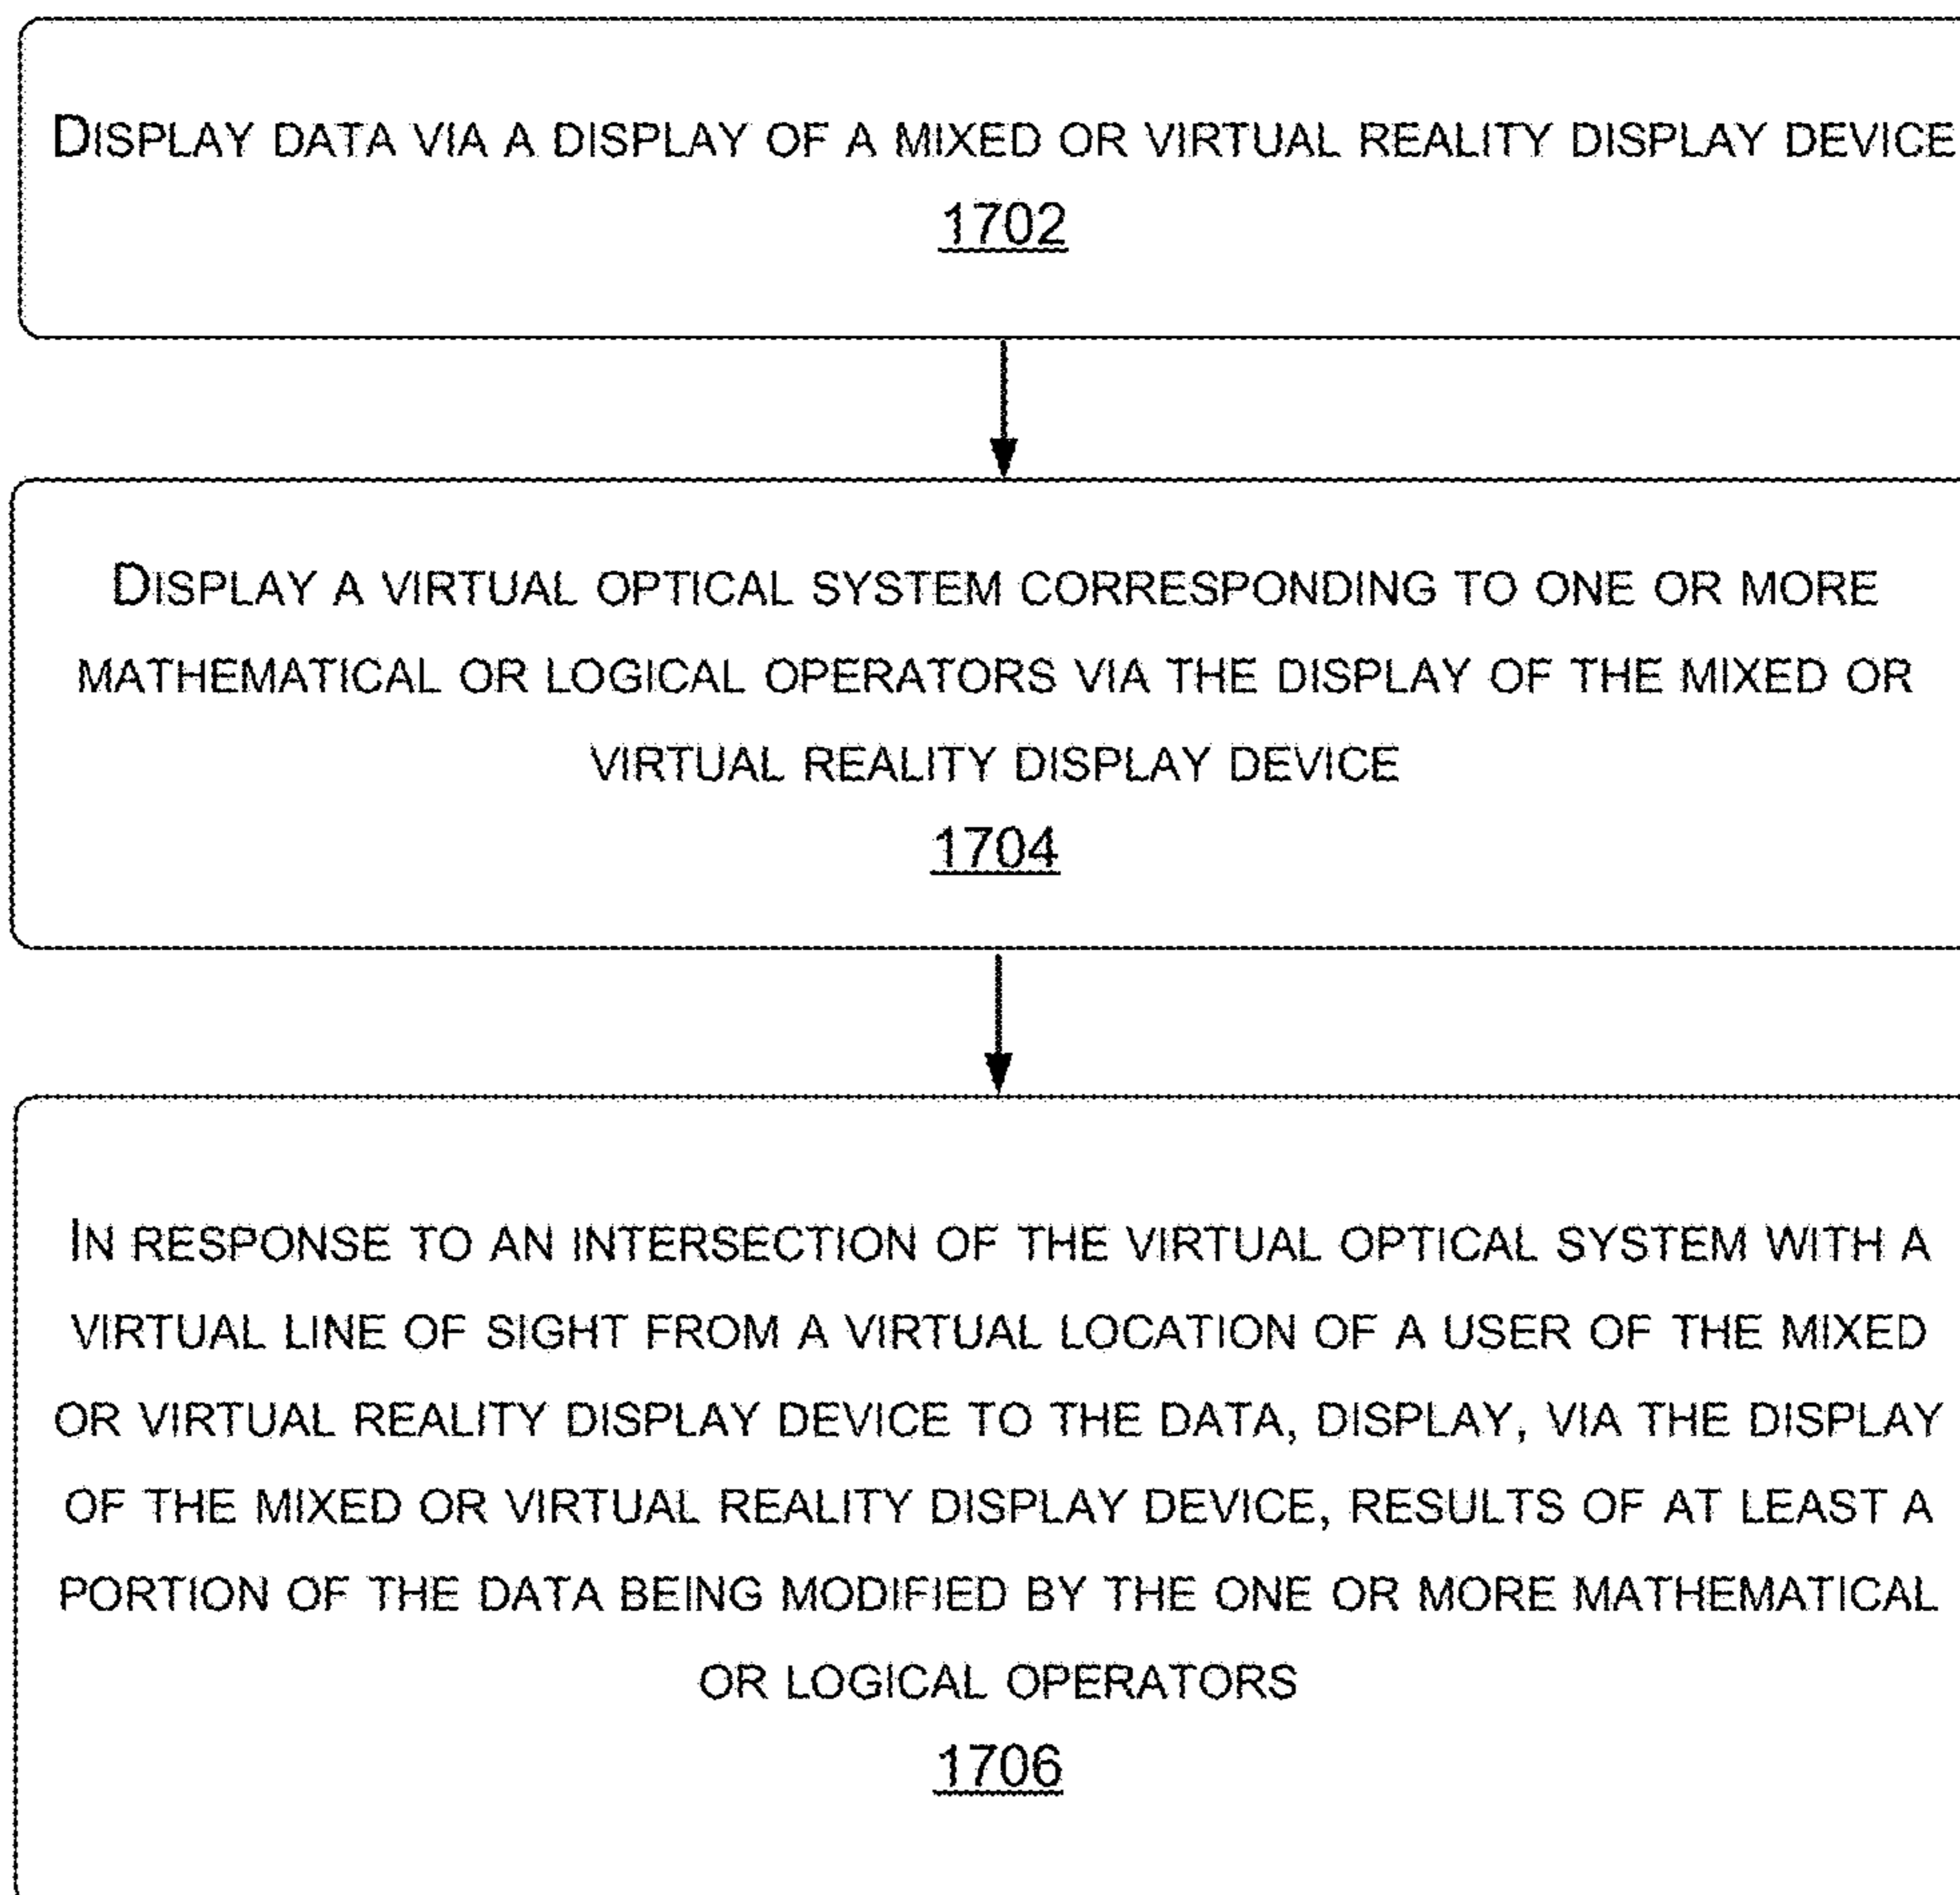 DISPLAY DATA VIA A DISPLAY OF A MIXED OR VIRTUAL REALITY DISPLAY DEVICE
1702
DISPLAY A VIRTUAL OPTICAL SYSTEM CORRESPONDING TO ONE OR MORE
MATHEMATICAL OR LOGICAL OPERATORS VIA THE DISPLAY OF THE MIXED OR
VIRTUAL REALITY DISPLAY DEVICE
1704
IN RESPONSE TO AN INTERSECTION OF THE VIRTUAL OPTICAL SYSTEM WITH A
VIRTUAL LINE OF SIGHT FROM A VIRTUAL LOCATION OF A USER OF THE MIXED
OR VIRTUAL REALITY DISPLAY DEVICE TO THE DATA, DISPLAY, VIA THE DISPLAY
OF THE MIXED OR VIRTUAL REALITY DISPLAY DEVICE, RESULTS OF AT LEAST A
PORTION OF THE DATA BEING MODIFIED BY THE ONE OR MORE MATHEMATICAL
OR LOGICAL OPERATORS
1706